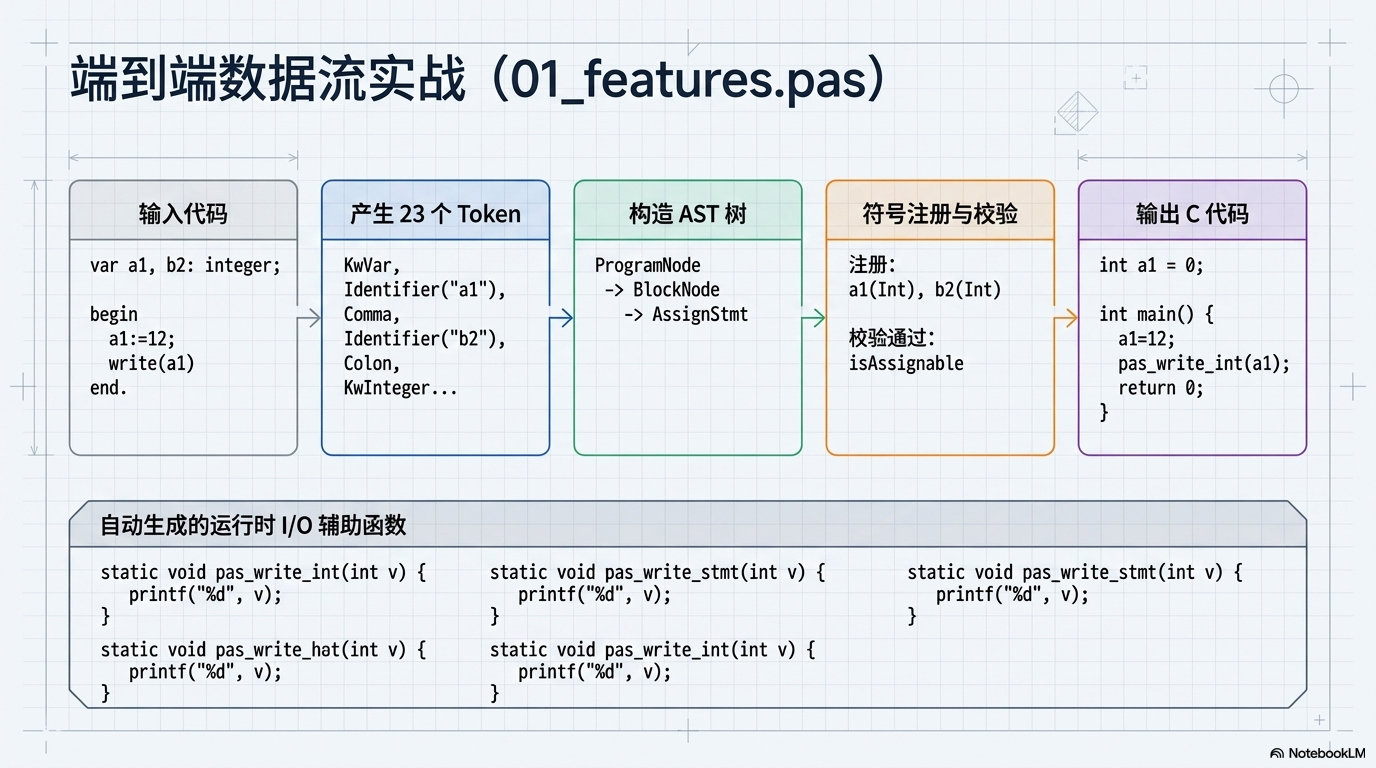 端到端数据流实战（01_features.pas）
输入代码
var a1, b2: integer;
begin
a1:=12;
write(a1)
end.
产生 23 个 Token
KwVar,
Identifier("a1"),
Comma,
Identifier("b2"),
Colon,
KwInteger...
构造 AST 树
ProgramNode
-> BlockNode
-> AssignStmt
符号注册与校验
注册：
a1(Int), b2(Int)
校验通过：
isAssignable
输出 C 代码
int a1 = 0;
int main() {
a1=12;
pas_write_int(a1);
return 0;
}
自动生成的运行时 I/O 辅助函数
static void pas_write_int(int v) {
printf("%d", v);
}
static void pas_write_hat(int v) {
printf("%d", v);
}
static void pas_write_stmt(int v) {
printf("%d", v);
}
static void pas_write_int(int v) {
printf("%d", v);
}
static void pas_write_stmt(int v) {
printf("%d", v);
}
NotebookLM